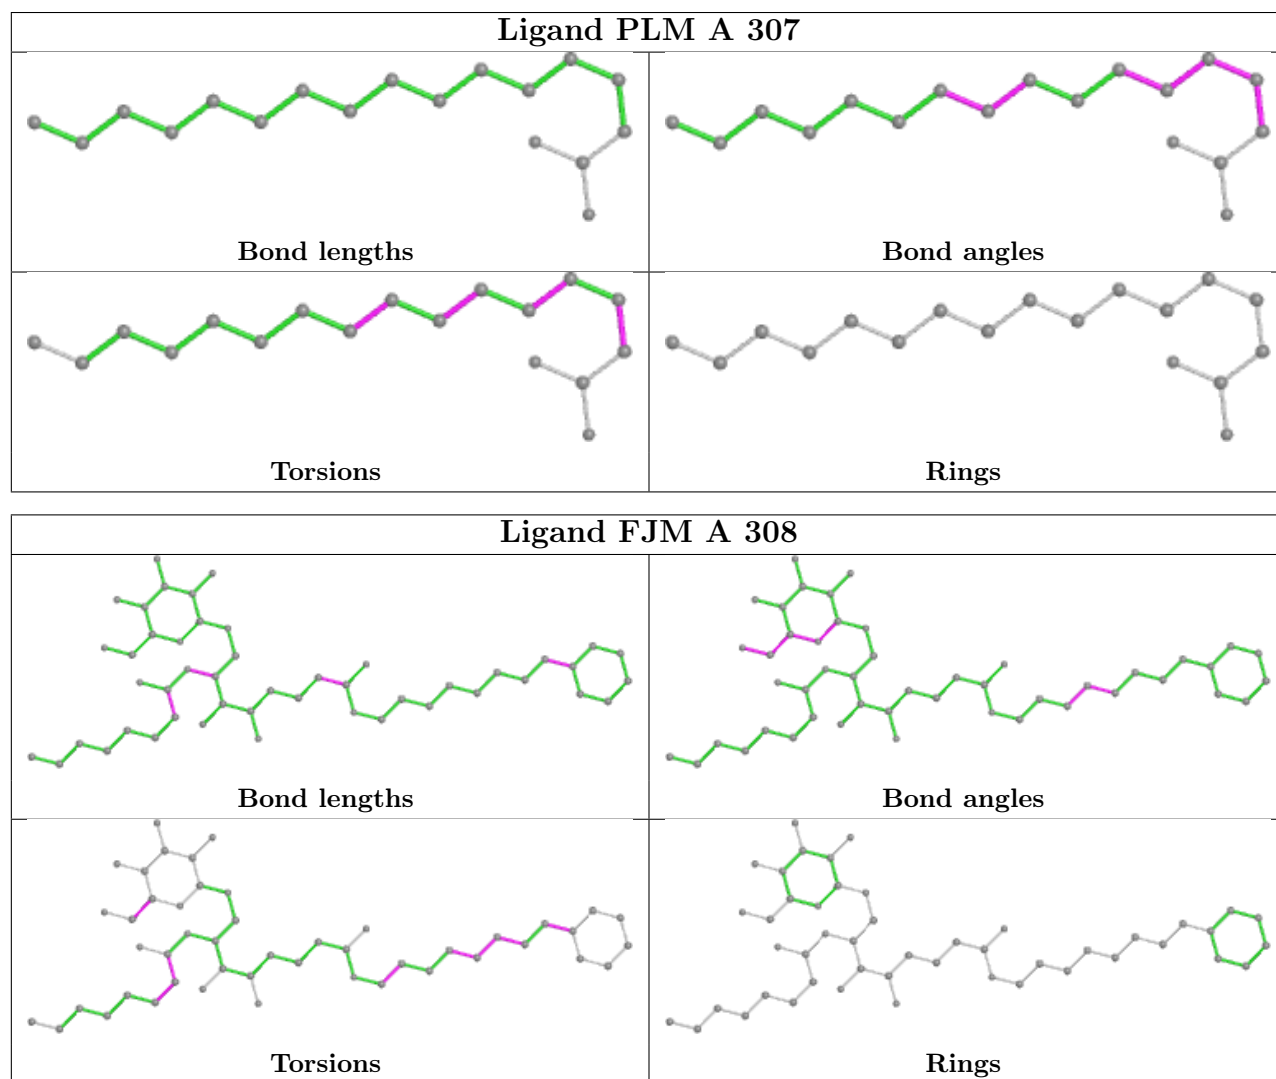 Ligand PLM A 307
Bond lengths
Bond angles
Torsions
Rings
Ligand FJM A 308
Bond lengths
Bond angles
Torsions
Rings